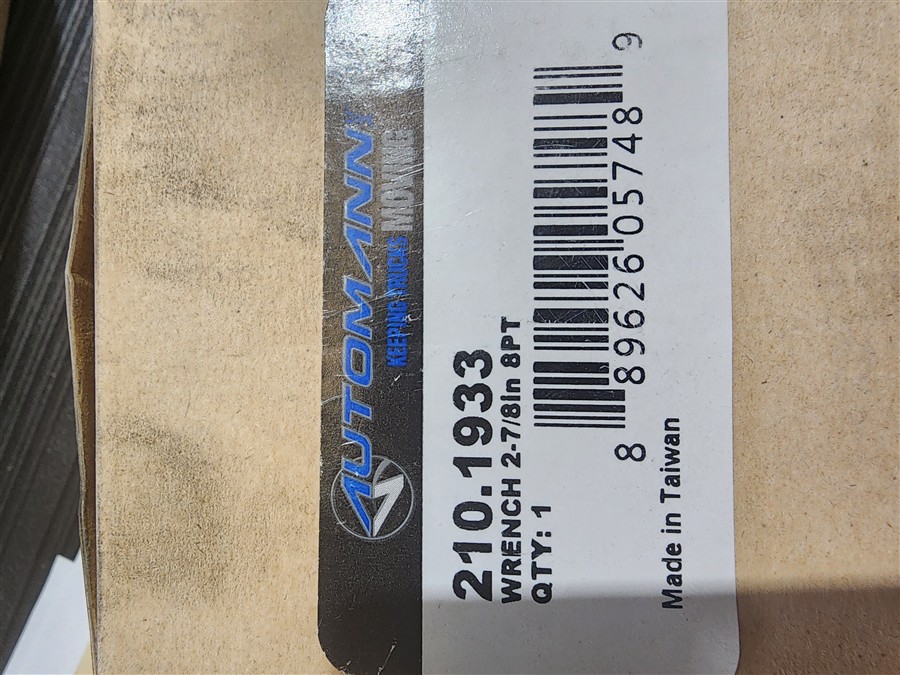 AUTOMANN
KEEPING TRUCKS MOVING
210.1933
WRENCH 2-7/8in 8PT
QTY: 1
8 89626 05748 9
Made in Taiwan